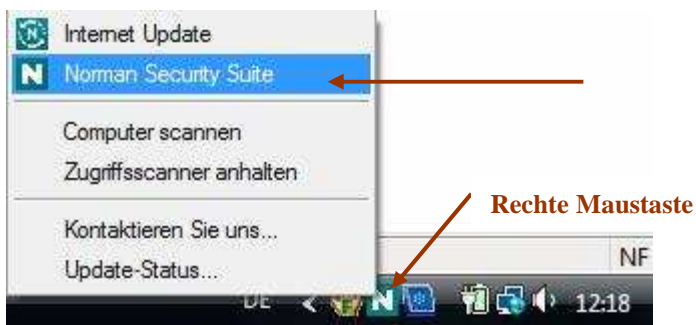 Internet Update
Norman Security Suite
Computer scannen
Zugriffsscanner anhalten
Rechte Maustaste
Kontaktieren Sie uns...
NF
Update-Status...
DE < N 12:18